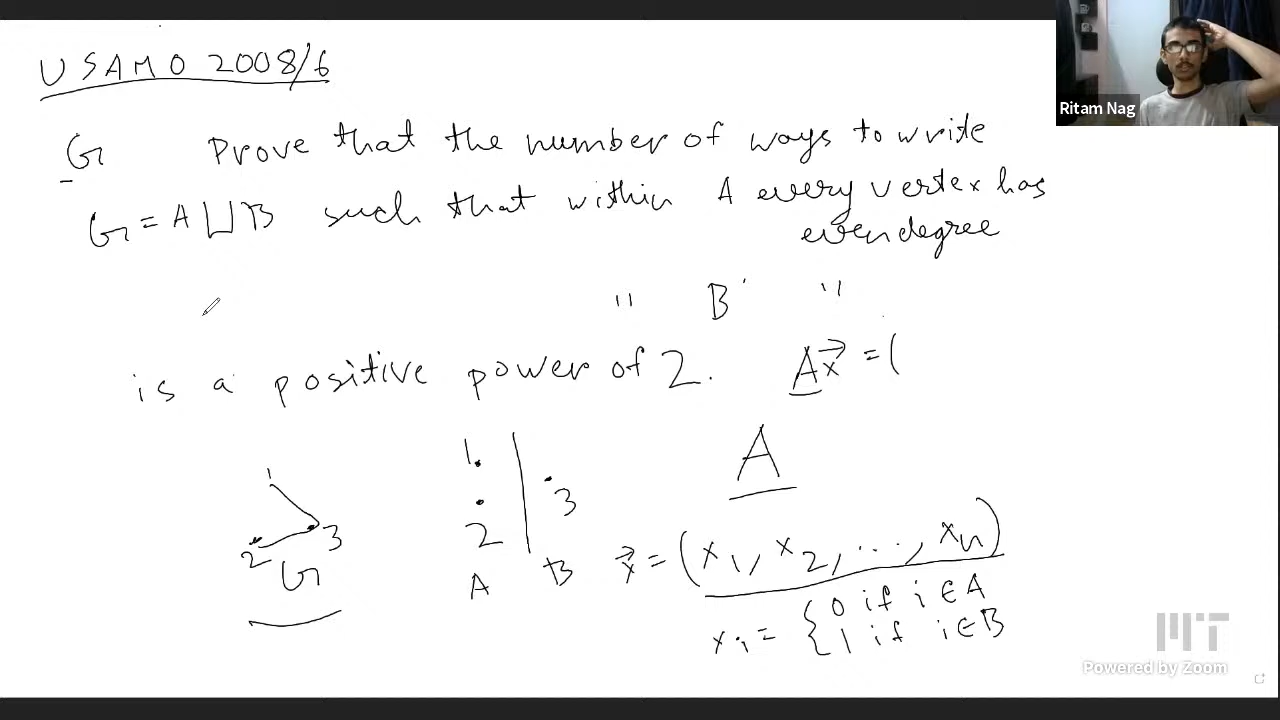 USAMO 2008/6
G Prove that the number of ways to write
G = A ⊔ B such that within A every vertex has
even degree
" B "
is a positive power of 2. Ax⃗ = (
1
2
3
G
1.
2
3
A B
A
x⃗ = (x₁, x₂, ..., xₙ)
xᵢ = { 0 if i ∈ A
1 if i ∈ B
Ritam Nag
MIT
Powered by Zoom